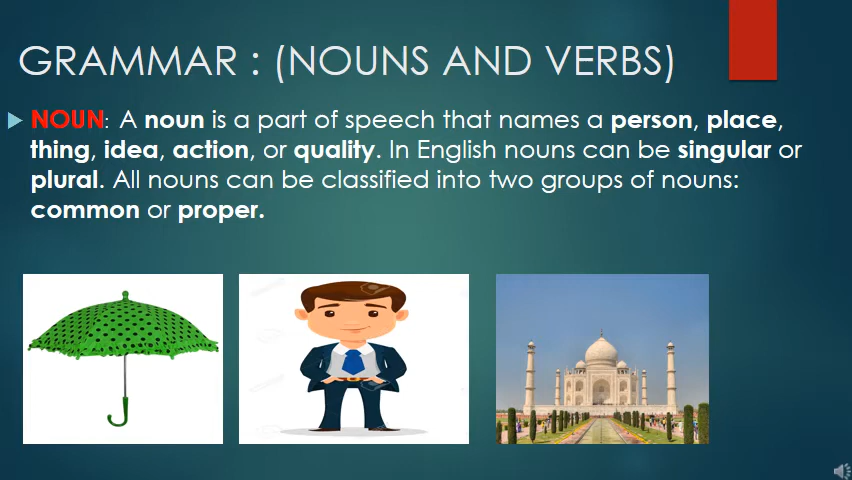 GRAMMAR : (NOUNS AND VERBS)
NOUN: A noun is a part of speech that names a person, place,
thing, idea, action, or quality. In English nouns can be singular or
plural. All nouns can be classified into two groups of nouns:
common or proper.